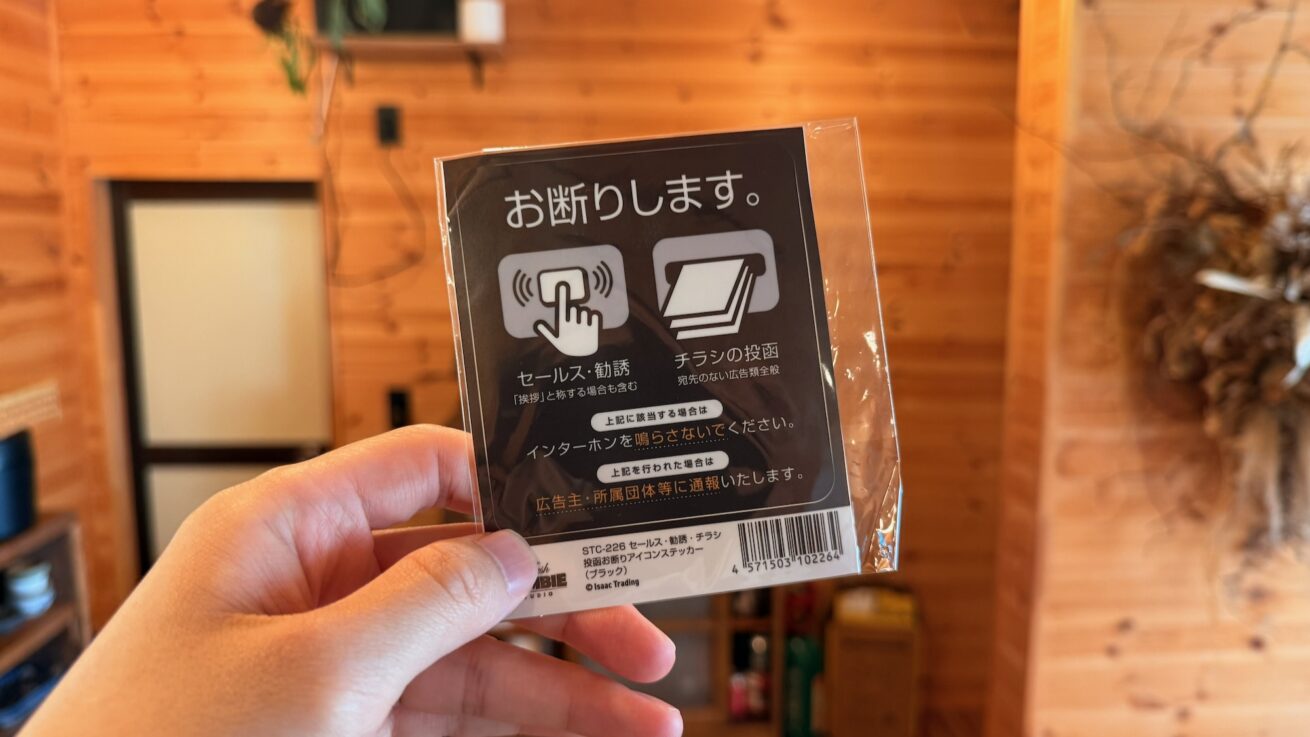 お断りします。
セールス・勧誘
「挨拶」と称する場合も含む
チラシの投函
宛先のない広告類全般
上記に該当する場合は
インターホンを鳴らさないでください。
上記を行われた場合は
広告主・所属団体等に通報いたします。
STC-226 セールス・勧誘・チラシ
投函お断りアイコンステッカー
（ブラック）
© Isaac Trading
4 571503 102264